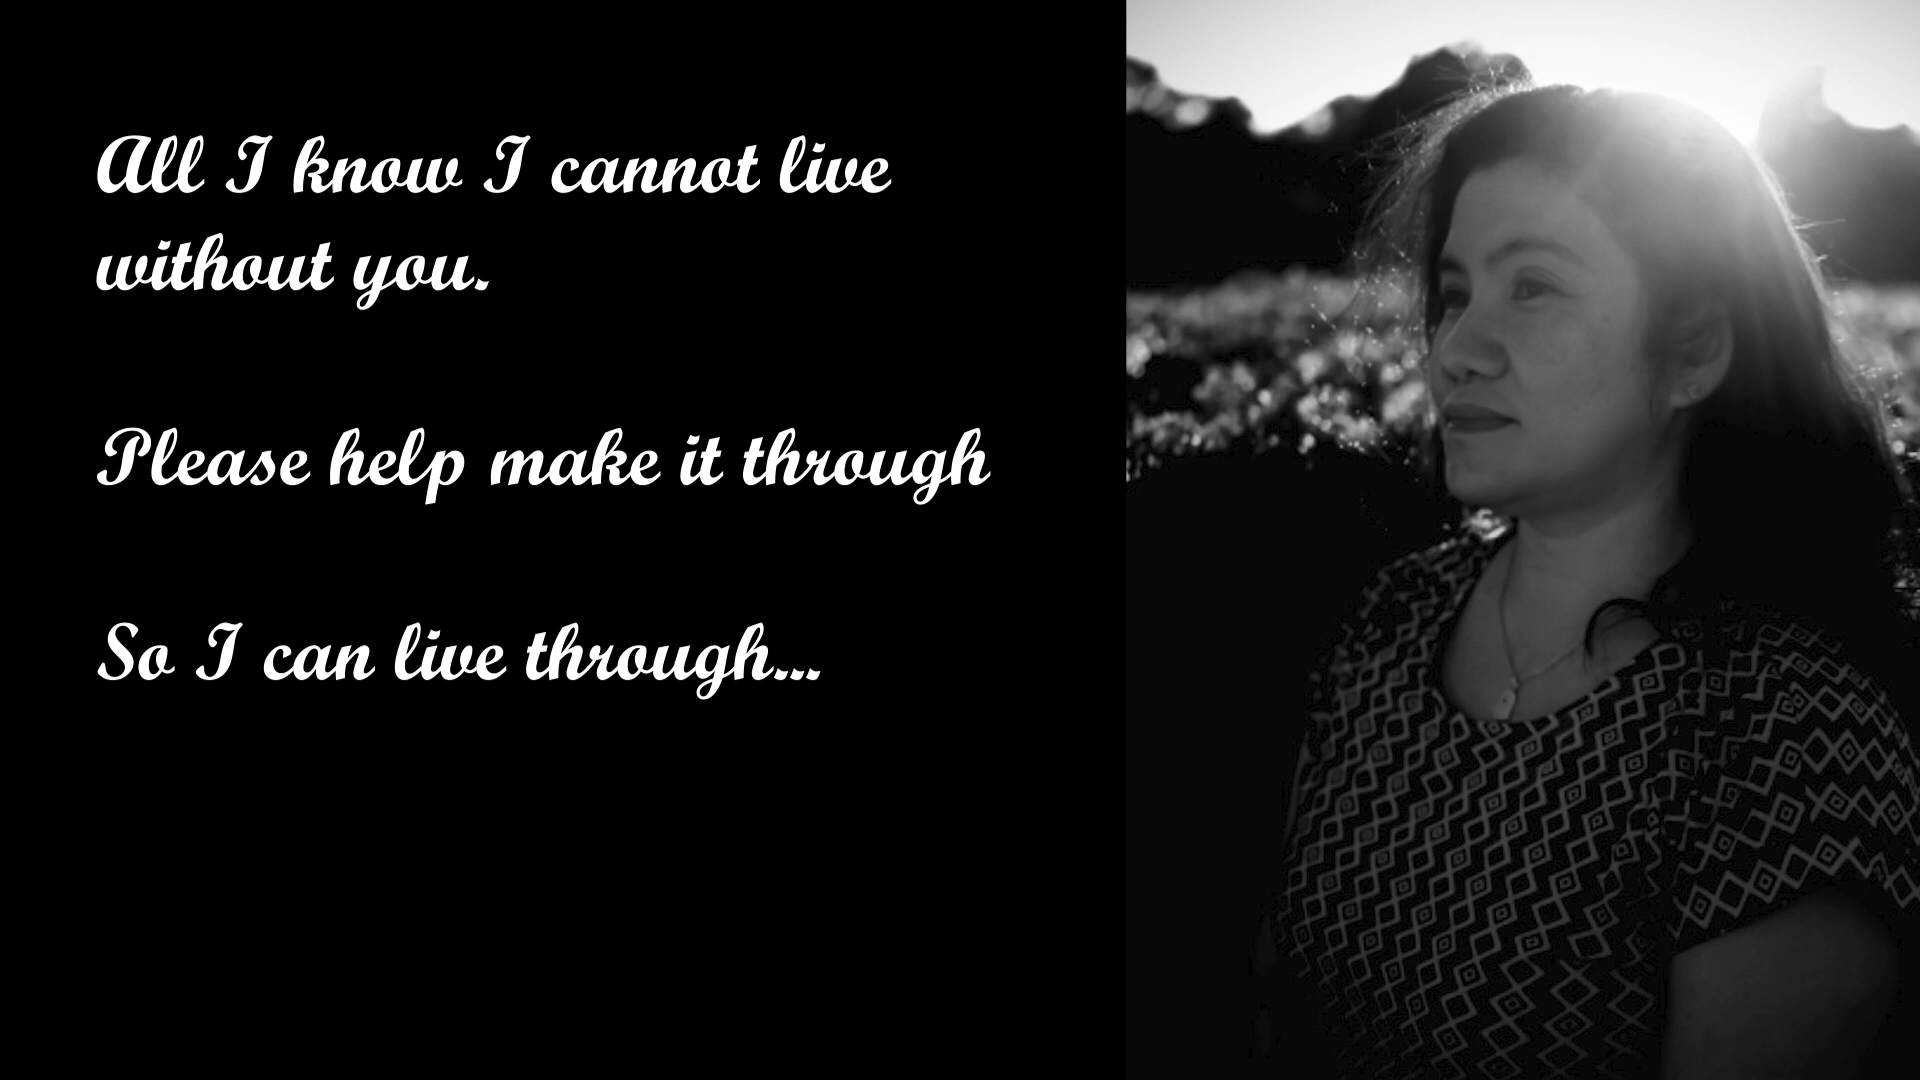 All I know I cannot live
without you.
Please help make it through
So I can live through...